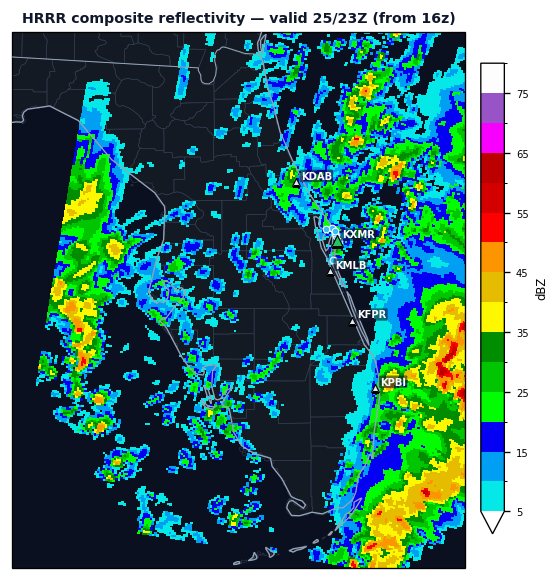 HRRR composite reflectivity — valid 25/23Z (from 16z)
KDAB
KXMR
KMLB
KFPR
KPBI
75
65
55
45
35
25
15
5
dBZ